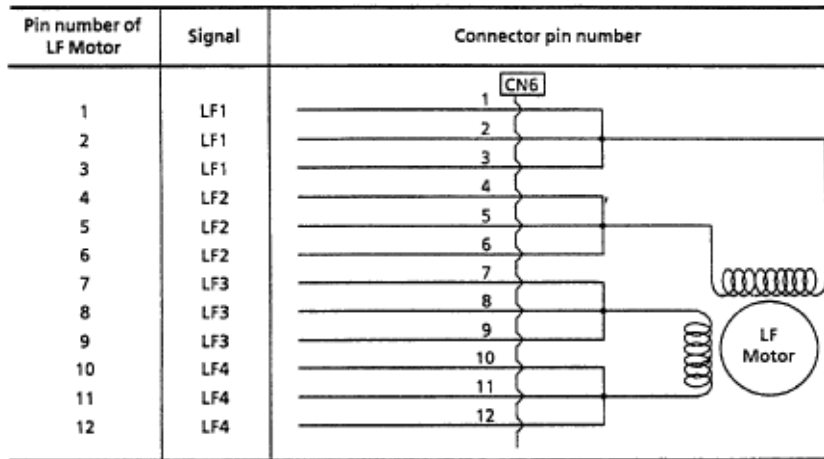 Pin number of
LF Motor
Signal
Connector pin number
CN6
1 LF1 1
2 LF1 2
3 LF1 3
4 LF2 4
5 LF2 5
6 LF2 6
7 LF3 7
8 LF3 8
9 LF3 9
10 LF4 10
11 LF4 11
12 LF4 12
LF
Motor